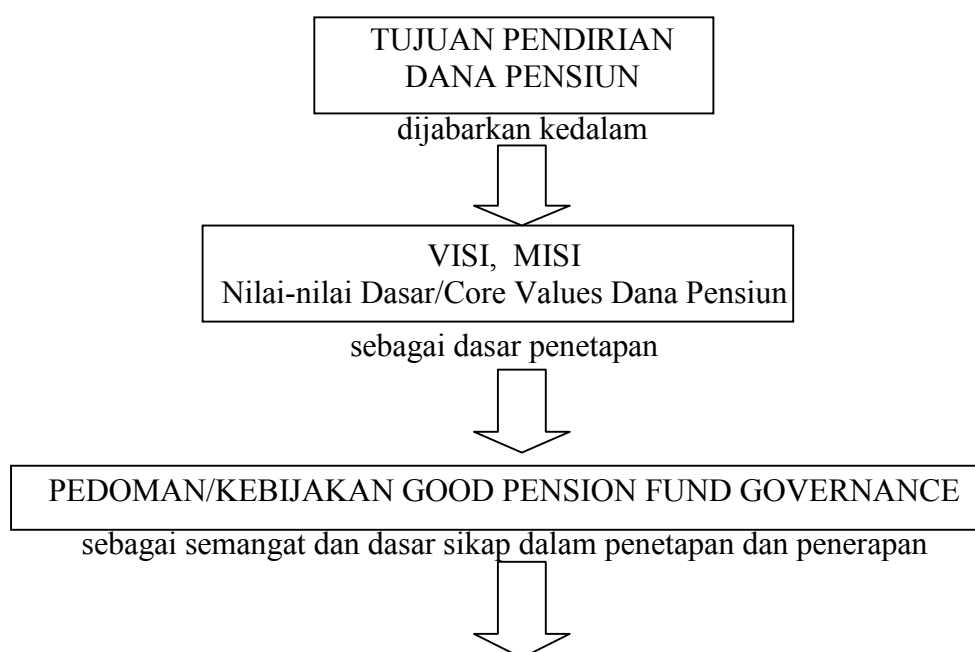 TUJUAN PENDIRIAN
DANA PENSIUN
dijabarkan kedalam
VISI, MISI
Nilai-nilai Dasar/Core Values Dana Pensiun
sebagai dasar penetapan
PEDOMAN/KEBIJAKAN GOOD PENSION FUND GOVERNANCE
sebagai semangat dan dasar sikap dalam penetapan dan penerapan